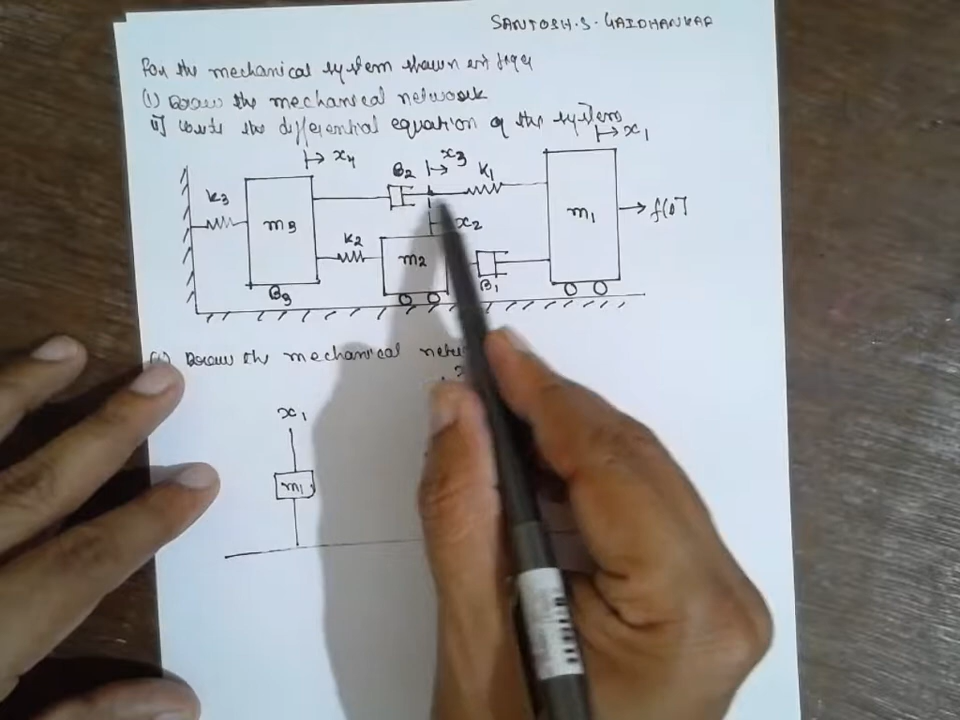 SANTOSH.S.GAIDHANKAR
For the mechanical system shown in
(i) Draw the mechanical network
ii] write the differential equation of the system
x4 B2 x3 K1 x1
K3 M3 x2 M1 f(t)
K2 M2
B3 B1
(i) Draw the mechanical
x1
M1